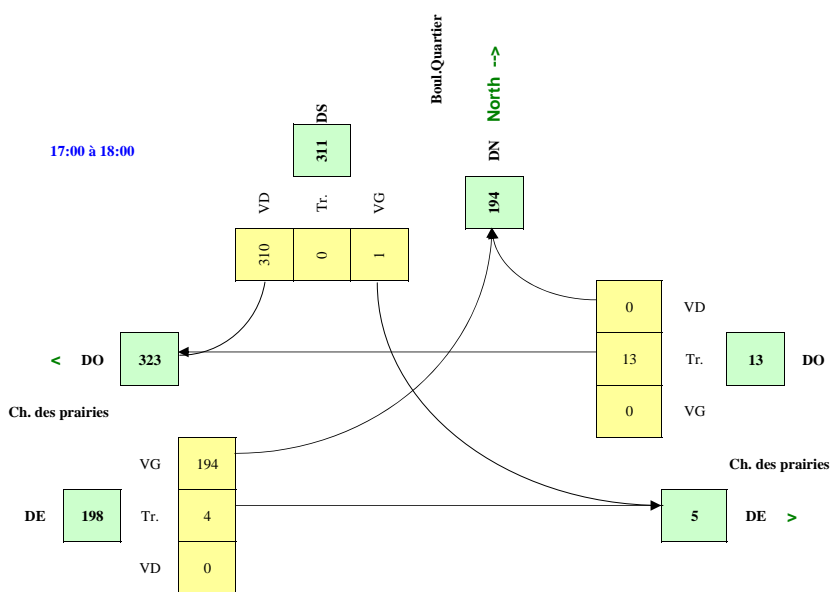 Boul.Quartier
North -->
DS
17:00 à 18:00
311
DN
VD Tr. VG
194
310 0 1
0 VD
< DO 323
13 Tr. 13 DO
Ch. des prairies
0 VG
VG 194
Ch. des prairies
DE 198 Tr. 4
5 DE >
VD 0